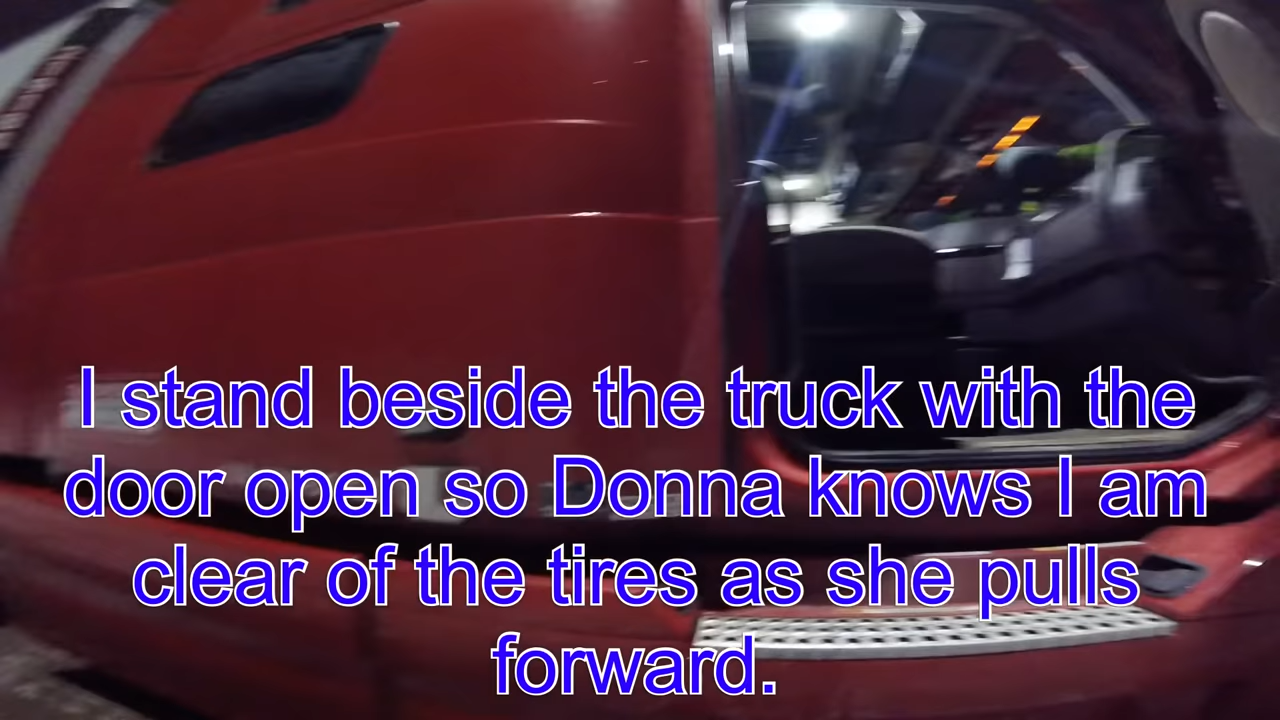 I stand beside the truck with the
door open so Donna knows I am
clear of the tires as she pulls
forward.